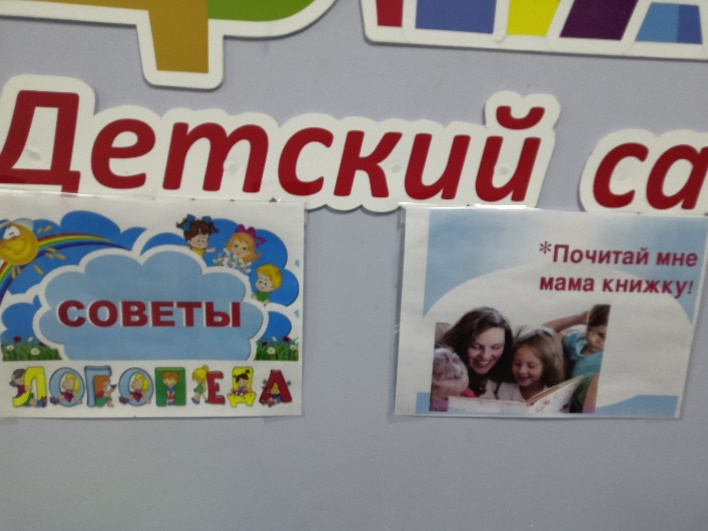 Детский са
СОВЕТЫ
ЛОГОПЕДА
*Почитай мне
мама книжку!